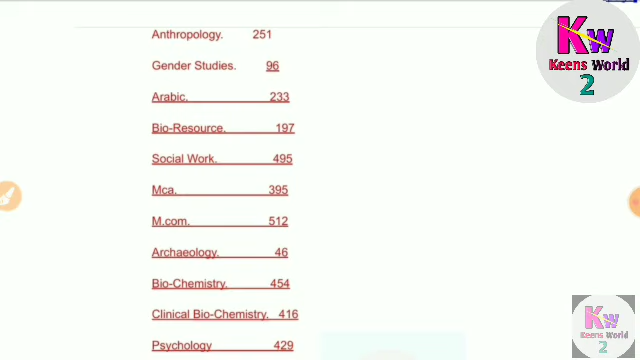 Anthropology. 251
Gender Studies. 96
Arabic. 233
Bio-Resource. 197
Social Work. 495
Mca. 395
M.com. 512
Archaeology. 46
Bio-Chemistry. 454
Clinical Bio-Chemistry. 416
Psychology 429
Kw
Keens World
2
Kw
Keens World
2